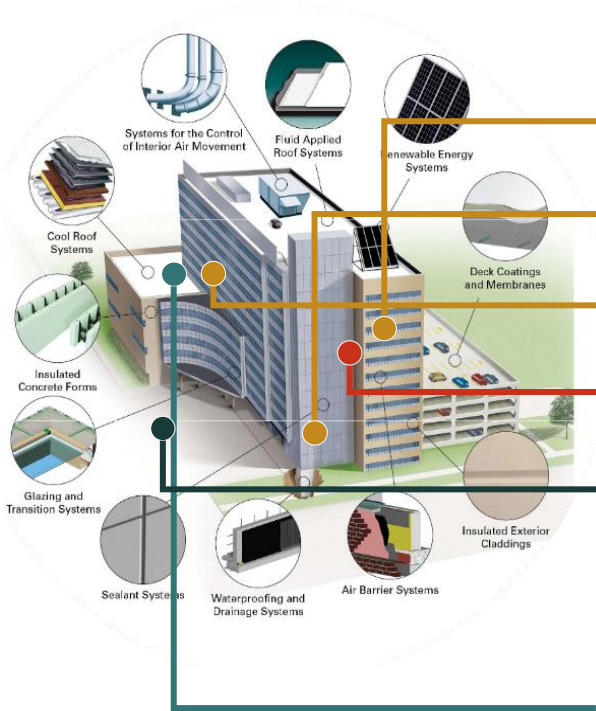 Systems for the Control
of Interior Air Movement
Fluid Applied
Roof Systems
Renewable Energy
Systems
Cool Roof
Systems
Deck Coatings
and Membranes
Insulated
Concrete Forms
Glazing and
Transition Systems
Sealant Systems
Waterproofing and
Drainage Systems
Air Barrier Systems
Insulated Exterior
Claddings